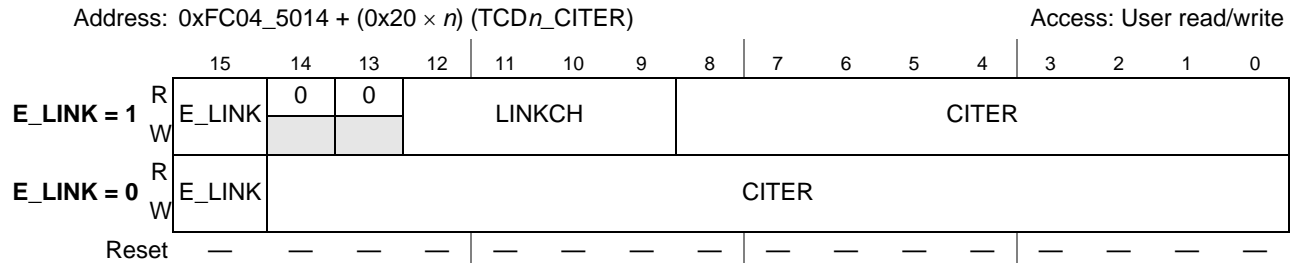 Address: 0xFC04_5014 + (0x20 × n) (TCDn_CITER) Access: User read/write
15 14 13 12 11 10 9 8 7 6 5 4 3 2 1 0
E_LINK = 1 R W E_LINK 0 0 LINKCH CITER
E_LINK = 0 R W E_LINK CITER
Reset — — — — — — — — — — — — — — — —